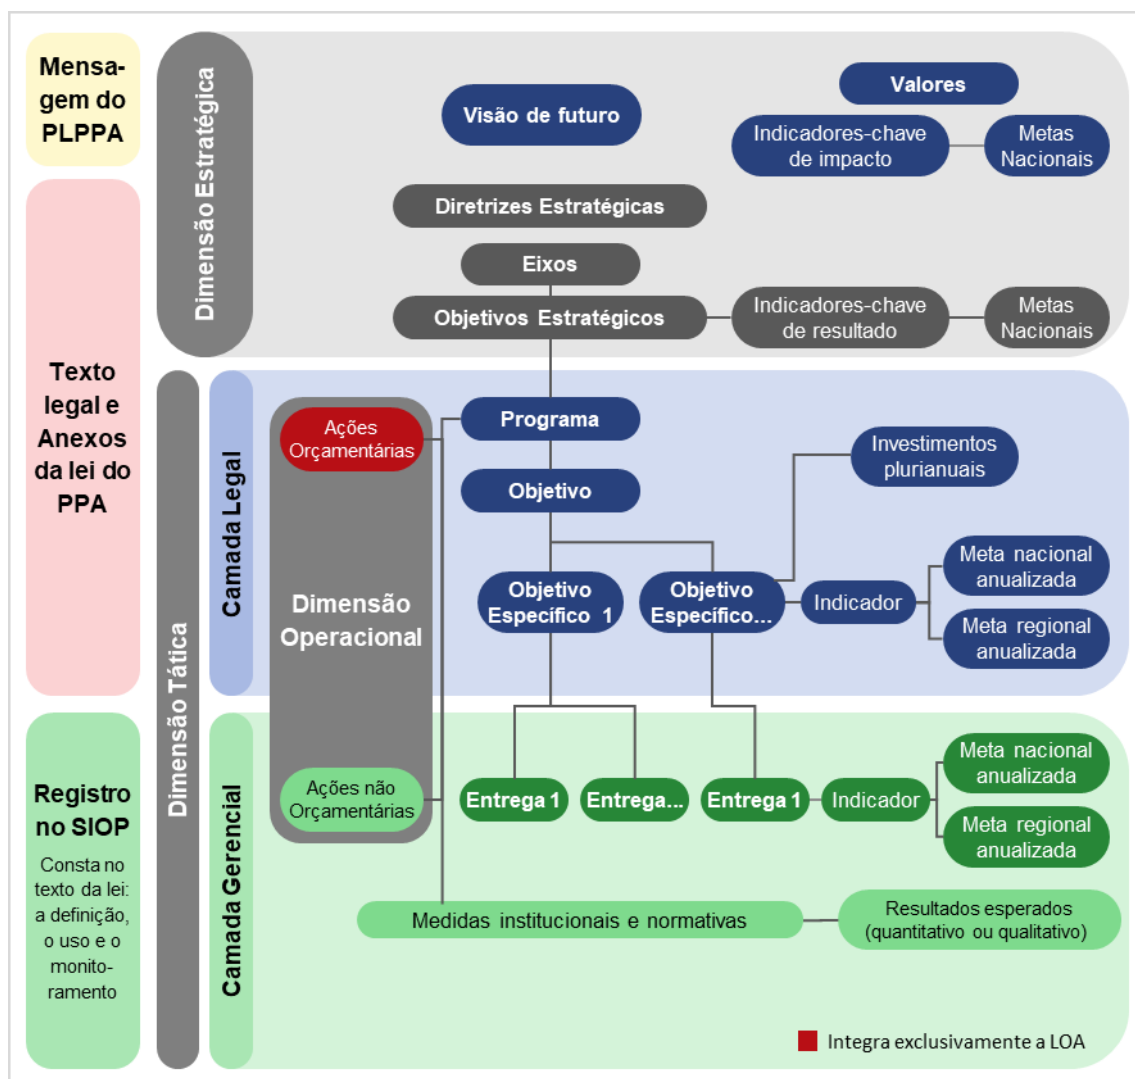 Mensa-
gem do
PLPPA
Texto
legal e
Anexos
da lei do
PPA
Registro
no SIOP
Consta no
texto da lei:
a definição,
o uso e o
monito-
ramento
Dimensão Estratégica
Visão de futuro
Valores
Indicadores-chave
de impacto
Metas
Nacionais
Diretrizes Estratégicas
Eixos
Objetivos Estratégicos
Indicadores-chave
de resultado
Metas
Nacionais
Dimensão Tática
Camada Legal
Ações
Orçamentárias
Dimensão
Operacional
Programa
Objetivo
Investimentos
plurianuais
Objetivo
Específico 1
Objetivo
Específico...
Indicador
Meta nacional
anualizada
Meta regional
anualizada
Camada Gerencial
Ações não
Orçamentárias
Entrega 1
Entrega...
Entrega 1
Indicador
Meta nacional
anualizada
Meta regional
anualizada
Medidas institucionais e normativas
Resultados esperados
(quantitativo ou qualitativo)
Integra exclusivamente a LOA